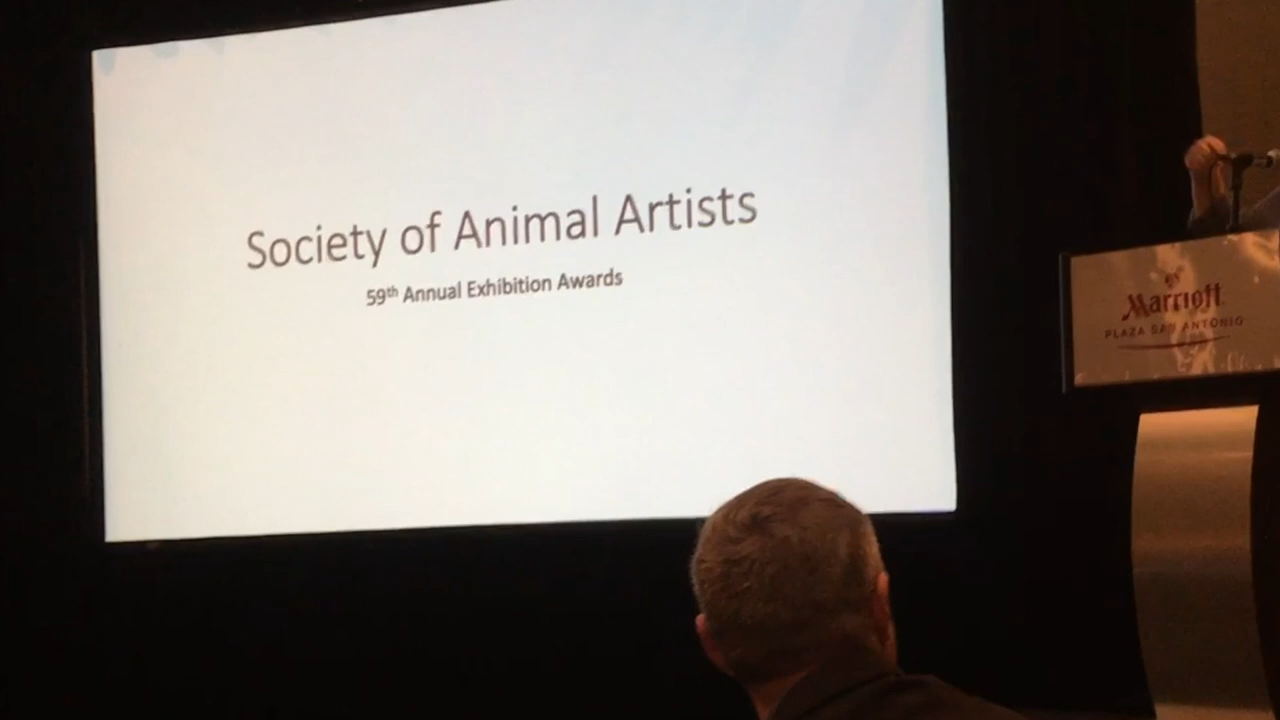 Society of Animal Artists
59th Annual Exhibition Awards
Marriott
PLAZA SAN ANTONIO